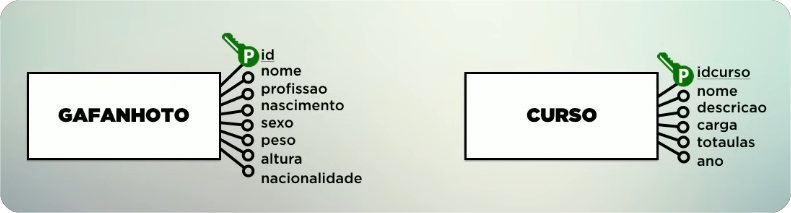 GAFANHOTO
P
id
nome
profissao
nascimento
sexo
peso
altura
nacionalidade
CURSO
P
idcurso
nome
descricao
carga
totaulas
ano